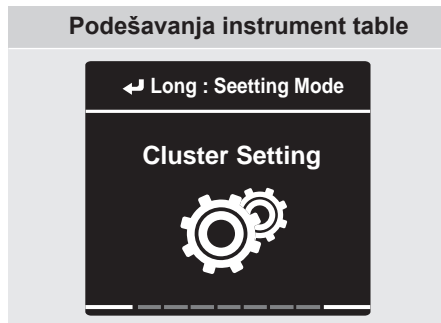 Podešavanja instrument table
Long : Seetting Mode
Cluster Setting